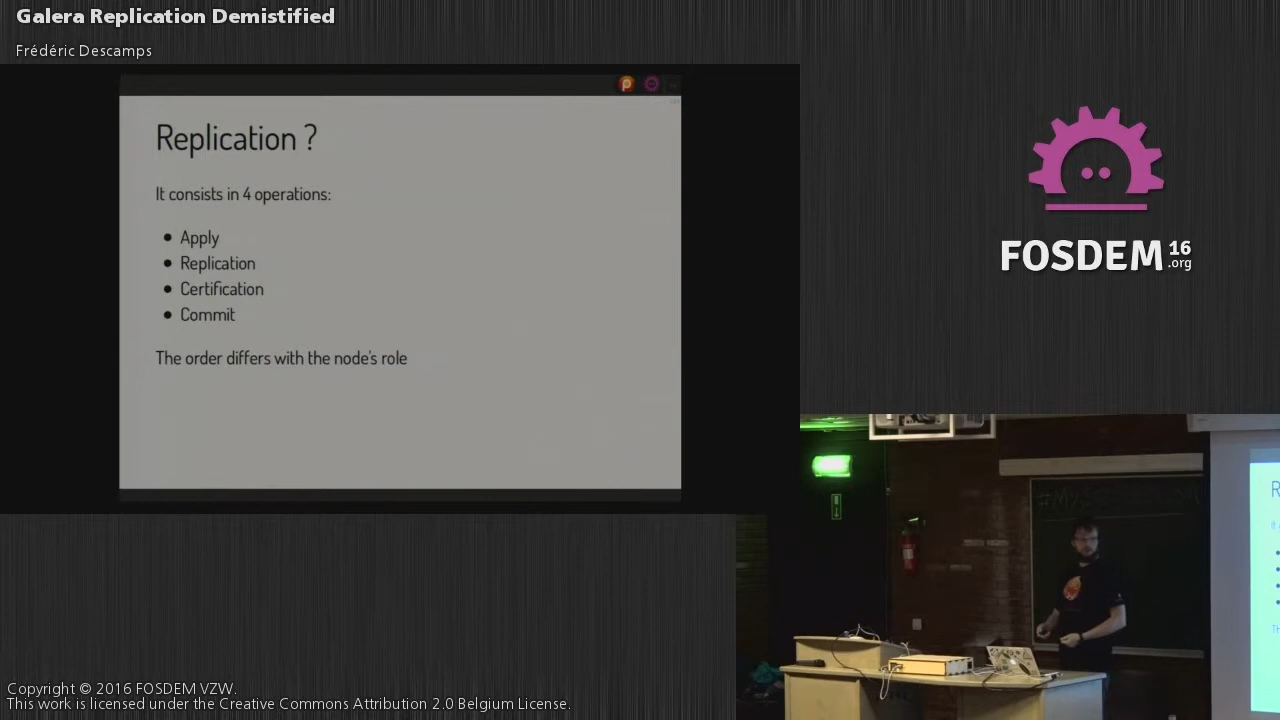 Galera Replication Demistified
Frédéric Descamps
Replication ?
It consists in 4 operations:
Apply
Replication
Certification
Commit
The order differs with the node's role
FOSDEM 16
.org
Copyright © 2016 FOSDEM VZW.
This work is licensed under the Creative Commons Attribution 2.0 Belgium License.